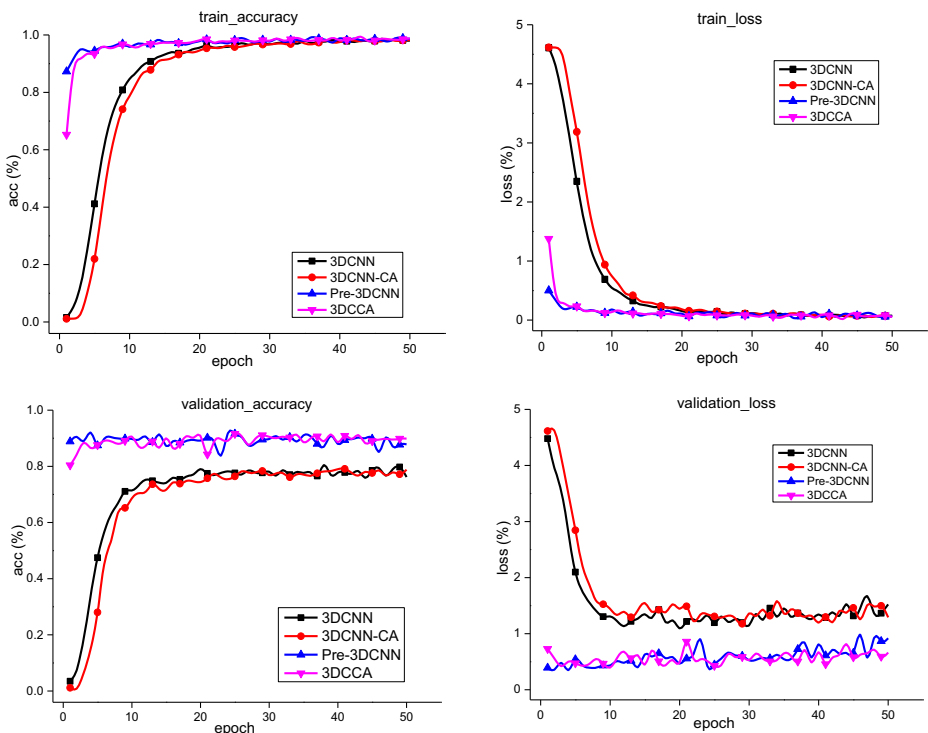 train_accuracy
acc (%)
1.0
0.8
0.6
0.4
0.2
0.0
3DCNN
3DCNN-CA
Pre-3DCNN
3DCCA
0 10 20 30 40 50
epoch
train_loss
loss (%)
5
4
3
2
1
0
3DCNN
3DCNN-CA
Pre-3DCNN
3DCCA
0 10 20 30 40 50
epoch
validation_accuracy
acc (%)
1.0
0.8
0.6
0.4
0.2
0.0
3DCNN
3DCNN-CA
Pre-3DCNN
3DCCA
0 10 20 30 40 50
epoch
validation_loss
loss (%)
5
4
3
2
1
0
3DCNN
3DCNN-CA
Pre-3DCNN
3DCCA
0 10 20 30 40 50
epoch